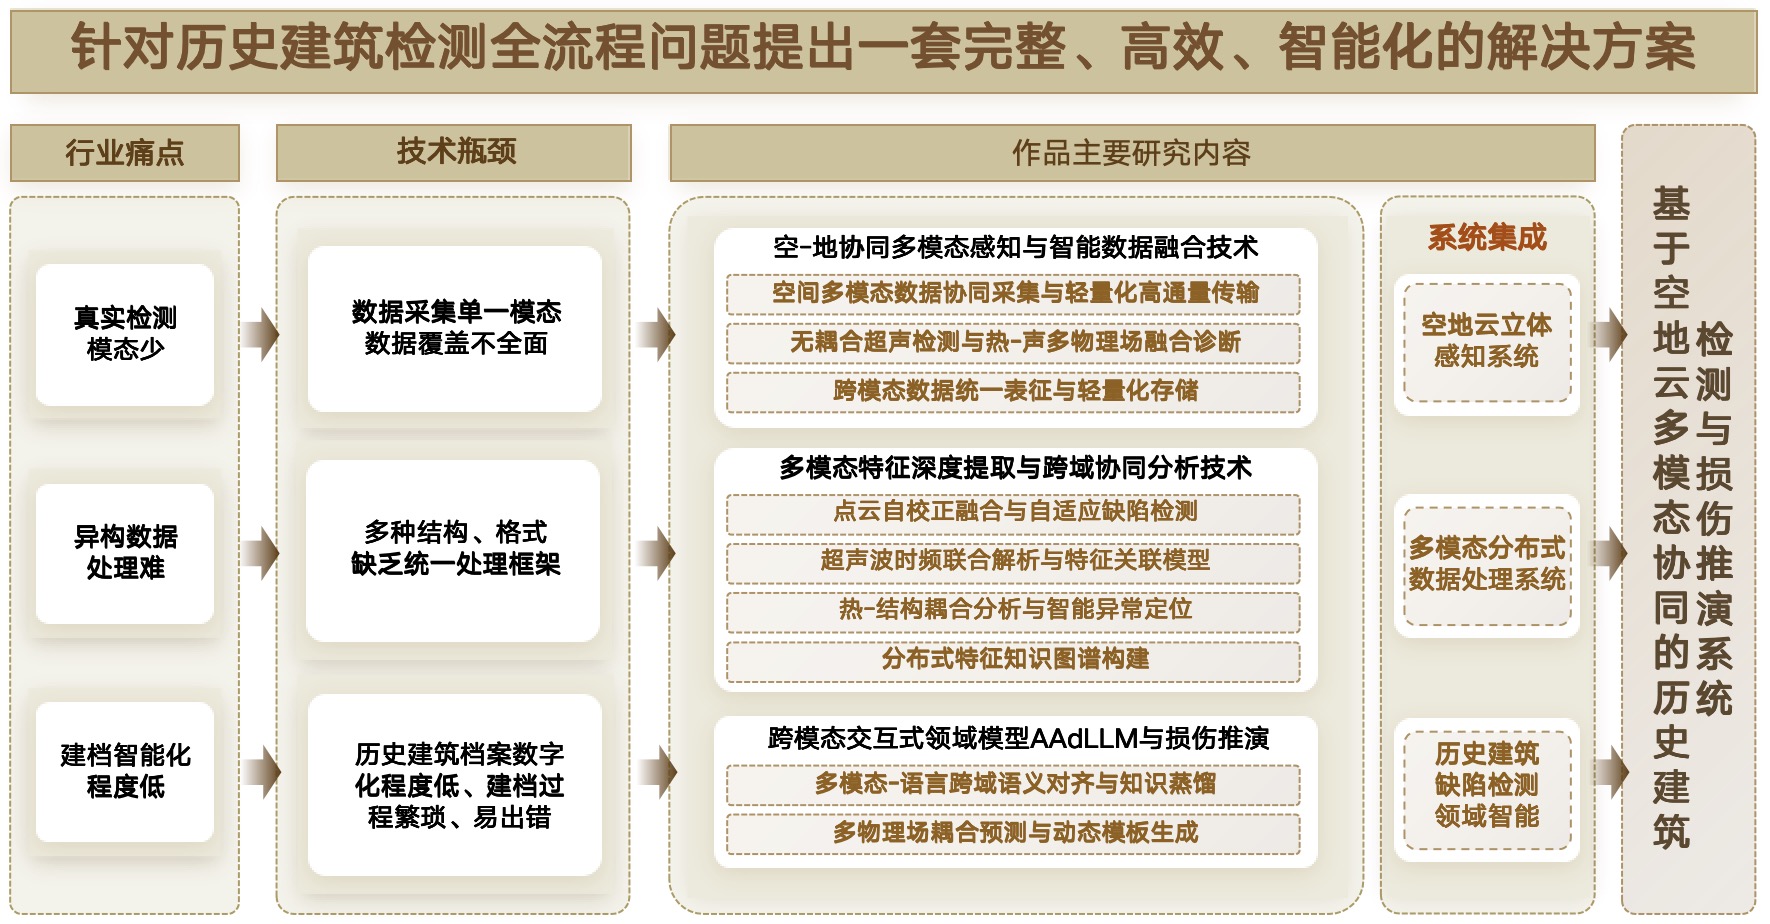 针对历史建筑检测全流程问题提出一套完整、高效、智能化的解决方案
行业痛点
技术瓶颈
作品主要研究内容
真实检测
模态少
异构数据
处理难
建档智能化
程度低
数据采集单一模态
数据覆盖不全面
多种结构、格式
缺乏统一处理框架
历史建筑档案数字
化程度低、建档过
程繁琐、易出错
空-地协同多模态感知与智能数据融合技术
空间多模态数据协同采集与轻量化高通量传输
无耦合超声检测与热-声多物理场融合诊断
跨模态数据统一表征与轻量化存储
多模态特征深度提取与跨域协同分析技术
点云自校正融合与自适应缺陷检测
超声波时频联合解析与特征关联模型
热-结构耦合分析与智能异常定位
分布式特征知识图谱构建
跨模态交互式领域模型AAdLLM与损伤推演
多模态-语言跨域语义对齐与知识蒸馏
多物理场耦合预测与动态模板生成
系统集成
空地云立体
感知系统
多模态分布式
数据处理系统
历史建筑
缺陷检测
领域智能
基于空地云多模态协同的历史建筑
检测与损伤推演系统